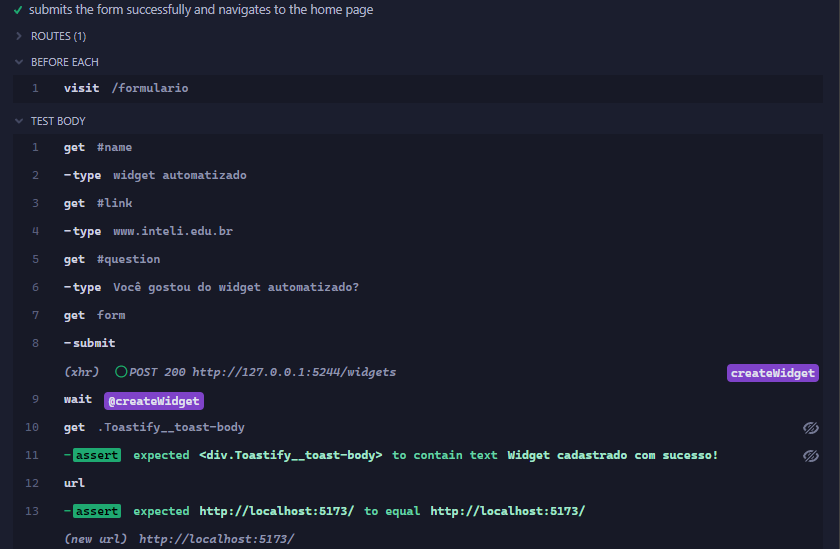 submits the form successfully and navigates to the home page
ROUTES (1)
BEFORE EACH
1 visit /formulario
TEST BODY
1 get #name
2 -type widget automatizado
3 get #link
4 -type www.inteli.edu.br
5 get #question
6 -type Você gostou do widget automatizado?
7 get form
8 -submit
(xhr) POST 200 http://127.0.0.1:5244/widgets createWidget
9 wait @createWidget
10 get .Toastify__toast-body
11 -assert expected <div.Toastify__toast-body> to contain text Widget cadastrado com sucesso!
12 url
13 -assert expected http://localhost:5173/ to equal http://localhost:5173/
(new url) http://localhost:5173/